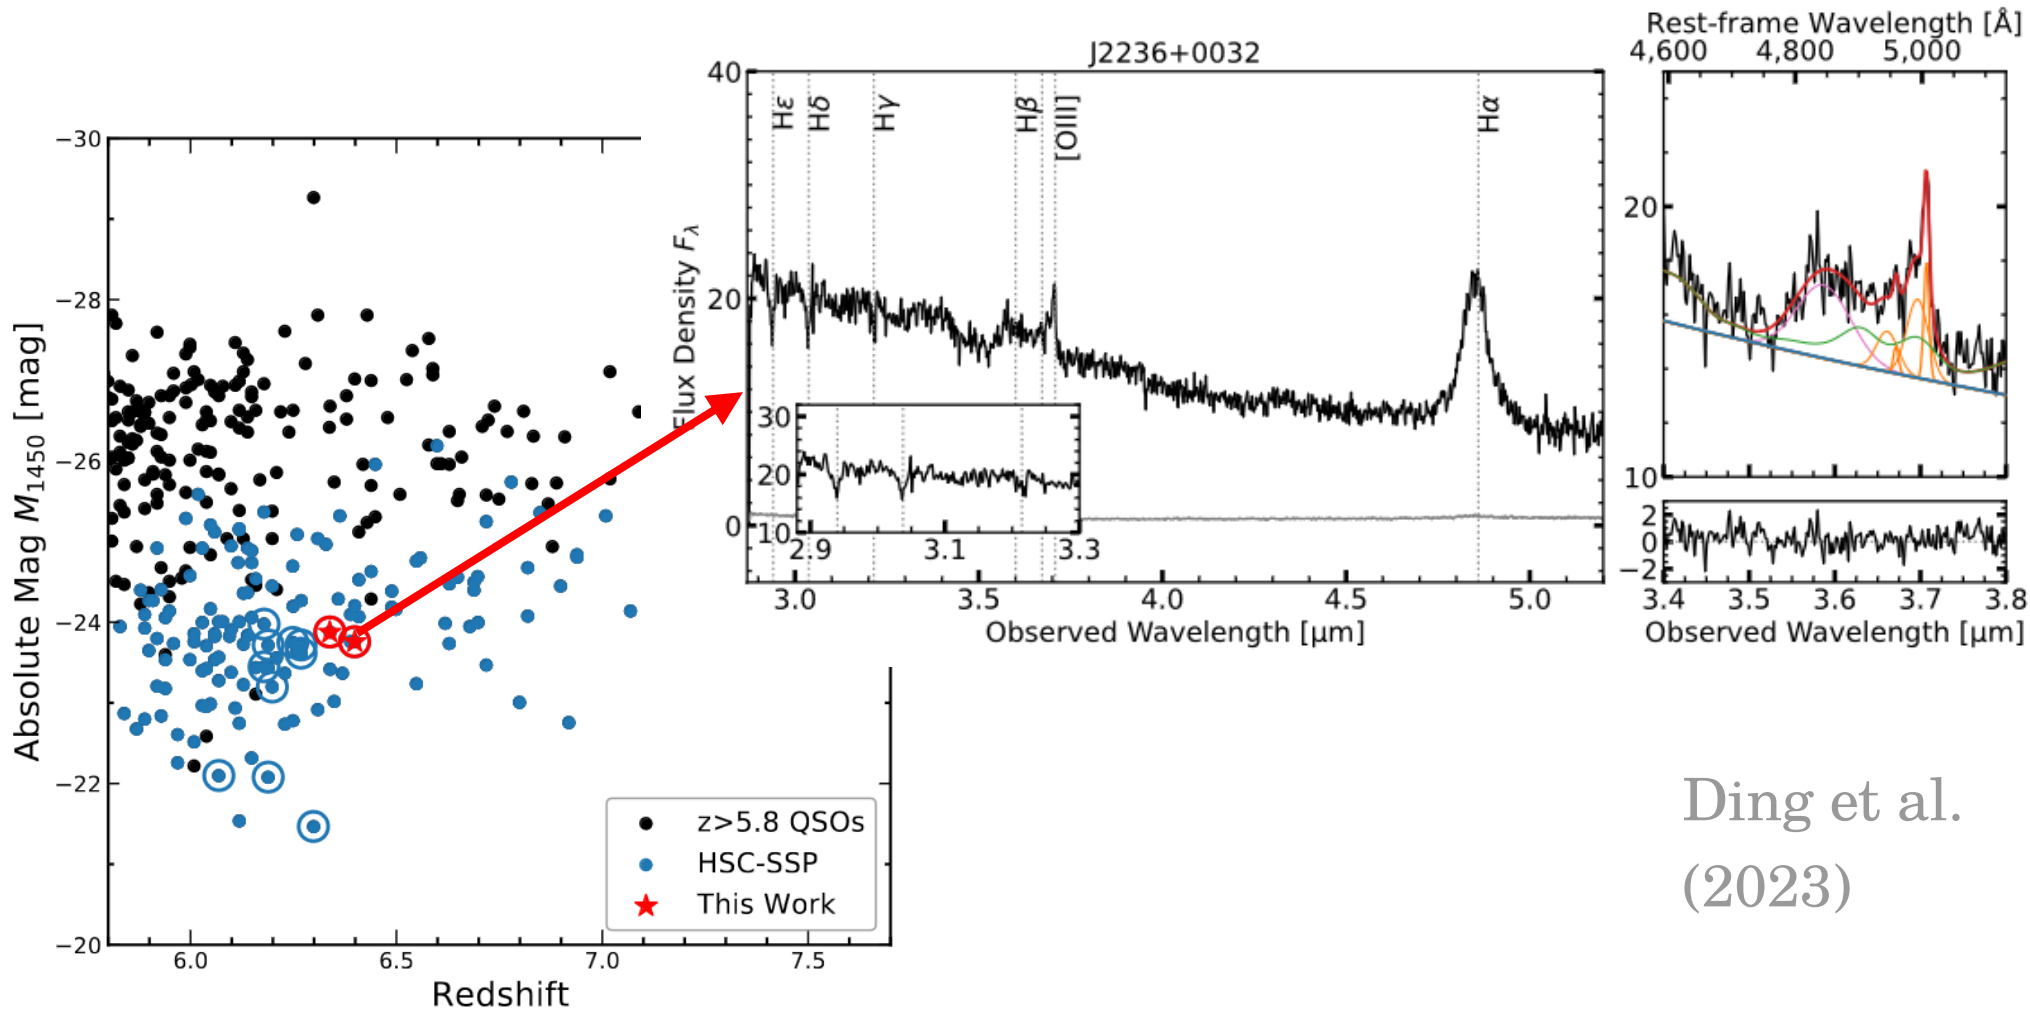 −30
−28
−26
−24
−22
−20
Absolute Mag M1450 [mag]
6.0 6.5 7.0 7.5
Redshift
z>5.8 QSOs
HSC-SSP
This Work
J2236+0032
40
20
0
Flux Density Fλ
Hε Hδ Hγ Hβ [OIII] Hα
30
20
10
2.9 3.1 3.3
3.0 3.5 4.0 4.5 5.0
Observed Wavelength [μm]
Rest-frame Wavelength [Å]
4,600 4,800 5,000
20
10
2
0
−2
3.4 3.5 3.6 3.7 3.8
Observed Wavelength [μm]
Ding et al.
(2023)